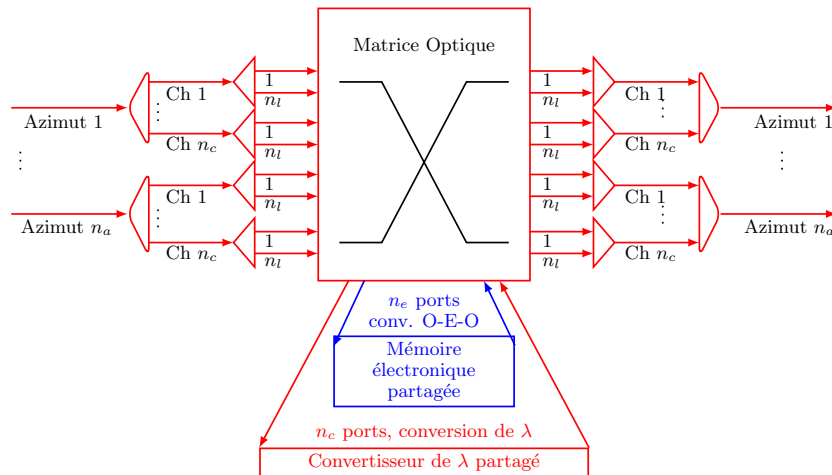 Matrice Optique
Azimut 1
Ch 1
Ch n_c
1
n_l
1
n_l
⋮
Azimut n_a
Ch 1
Ch n_c
1
n_l
1
n_l
1
n_l
1
n_l
Ch 1
Ch n_c
Azimut 1
⋮
1
n_l
1
n_l
Ch 1
Ch n_c
Azimut n_a
n_e ports
conv. O-E-O
Mémoire
électronique
partagée
n_c ports, conversion de λ
Convertisseur de λ partagé